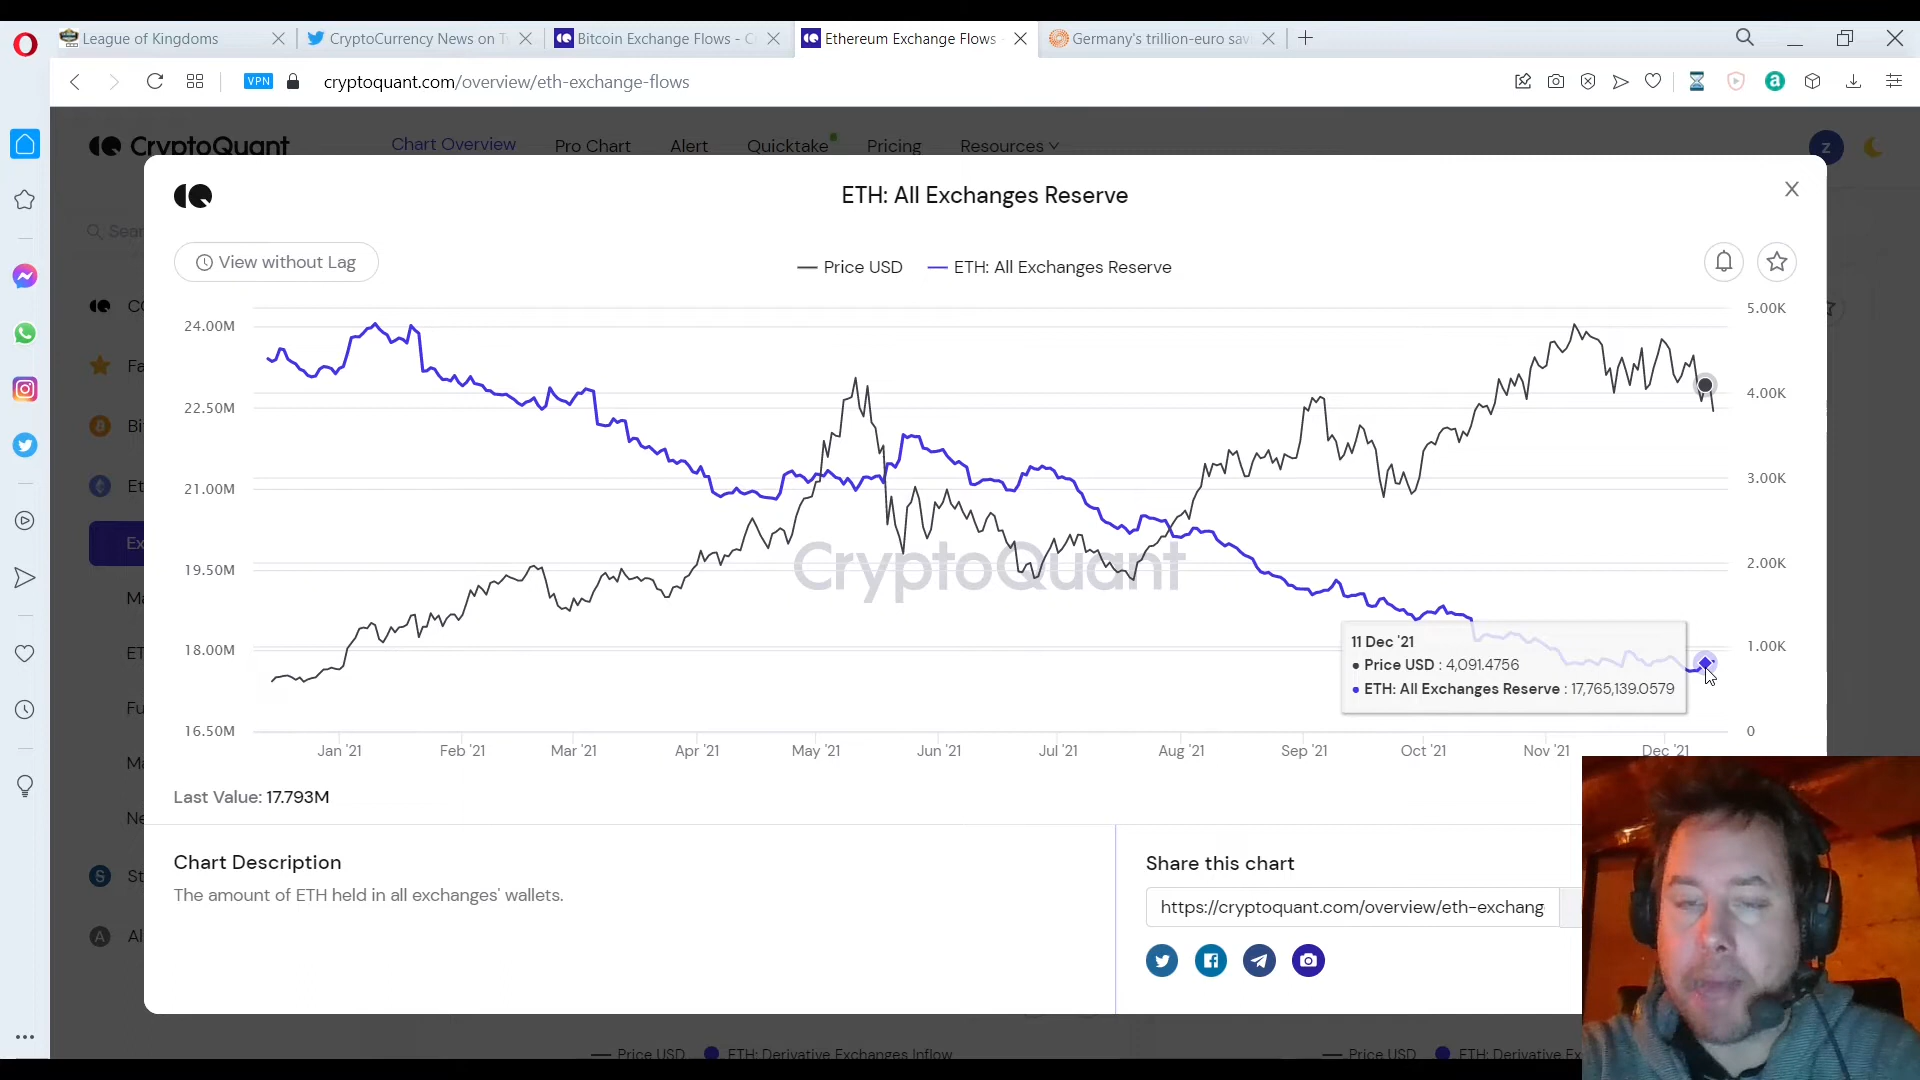 League of Kingdoms
CryptoCurrency News on T
Bitcoin Exchange Flows - C
Ethereum Exchange Flows
Germany's trillion-euro sav
VPN
cryptoquant.com/overview/eth-exchange-flows
CryptoQuant
Chart Overview
Pro Chart
Alert
Quicktake
Pricing
Resources
z
ETH: All Exchanges Reserve
Sear
View without Lag
Price USD
ETH: All Exchanges Reserve
24.00M
22.50M
21.00M
19.50M
18.00M
16.50M
5.00K
4.00K
3.00K
2.00K
1.00K
0
CryptoQuant
11 Dec '21
Price USD : 4,091.4756
ETH: All Exchanges Reserve : 17,765,139.0579
Jan '21
Feb '21
Mar '21
Apr '21
May '21
Jun '21
Jul '21
Aug '21
Sep '21
Oct '21
Nov '21
Dec '21
Last Value: 17.793M
Chart Description
The amount of ETH held in all exchanges' wallets.
Share this chart
https://cryptoquant.com/overview/eth-exchang
Price USD
ETH: Derivative Exchanges Inflow
Price USD
ETH: Derivative Ex